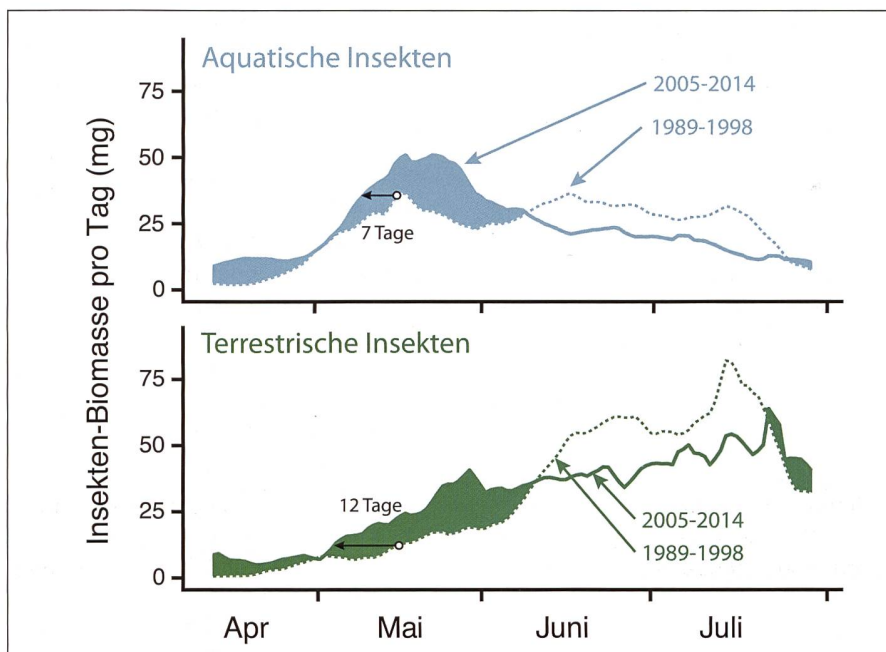 Insekten-Biomasse pro Tag (mg)
Aquatische Insekten
75
50
25
0
2005-2014
1989-1998
7 Tage
Terrestrische Insekten
75
50
25
0
12 Tage
2005-2014
1989-1998
Apr
Mai
Juni
Juli